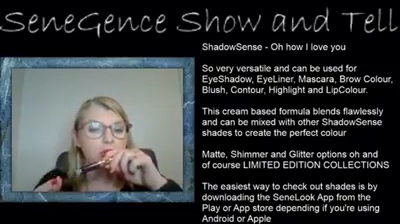 SeneGence Show and Tell
ShadowSense - Oh how I love you
So very versatile and can be used for
EyeShadow, EyeLiner, Mascara, Brow Colour,
Blush, Contour, Highlight and LipColour.
This cream based formula blends flawlessly
and can be mixed with other ShadowSense
shades to create the perfect colour
Matte, Shimmer and Glitter options oh and
of course LIMITED EDITION COLLECTIONS
The easiest way to check out shades is by
downloading the SeneLook App from the
Play or App store depending if you're using
Android or Apple